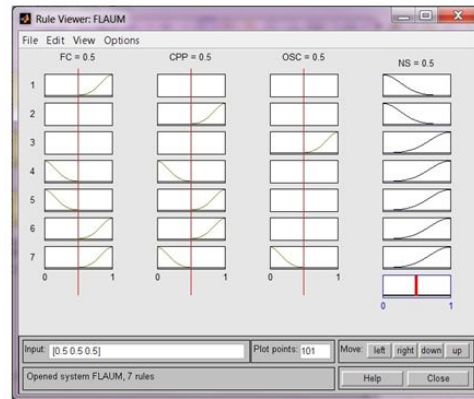 Rule Viewer: FLAUM
File Edit View Options
FC = 0.5 CPP = 0.5 OSC = 0.5 NS = 0.5
1
2
3
4
5
6
7
0 1 0 1 0 1
0 1
Input: [0.5 0.5 0.5] Plot points: 101 Move: left right down up
Opened system FLAUM, 7 rules Help Close